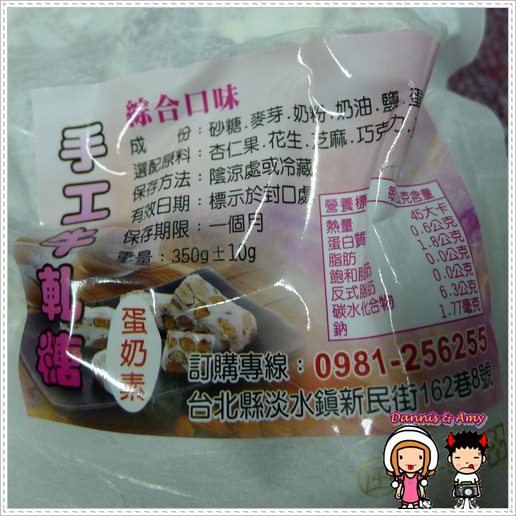 綜合口味
手工牛軋糖
成 份：砂糖.麥芽.奶粉.奶油.鹽.蛋
選配原料：杏仁果.花生.芝麻.巧克力.
保存方法：陰涼處或冷藏
有效日期：標示於封口處
保存期限：一個月
重量：350g±10g
營養標 公克含量
熱量 45大卡
蛋白質 0.6公克
脂肪 1.8公克
飽和脂肪 0.0公克
反式脂肪 0.0公克
碳水化合物 6.3公克
鈉 1.77毫克
蛋奶素
訂購專線：0981-256255
台北縣淡水鎮新民街162巷8號
Dannis & Amy